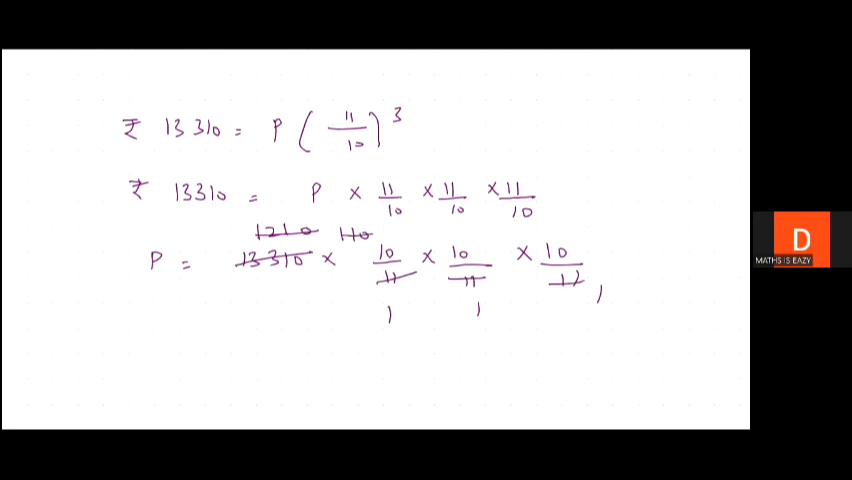 ₹ 13310 = P ( 11/10 )³
₹ 13310 = P × 11/10 × 11/10 × 11/10
1210 110
P = 13310 × 10/11 × 10/11 × 10/11
1 1 1
D
MATHS IS EAZY